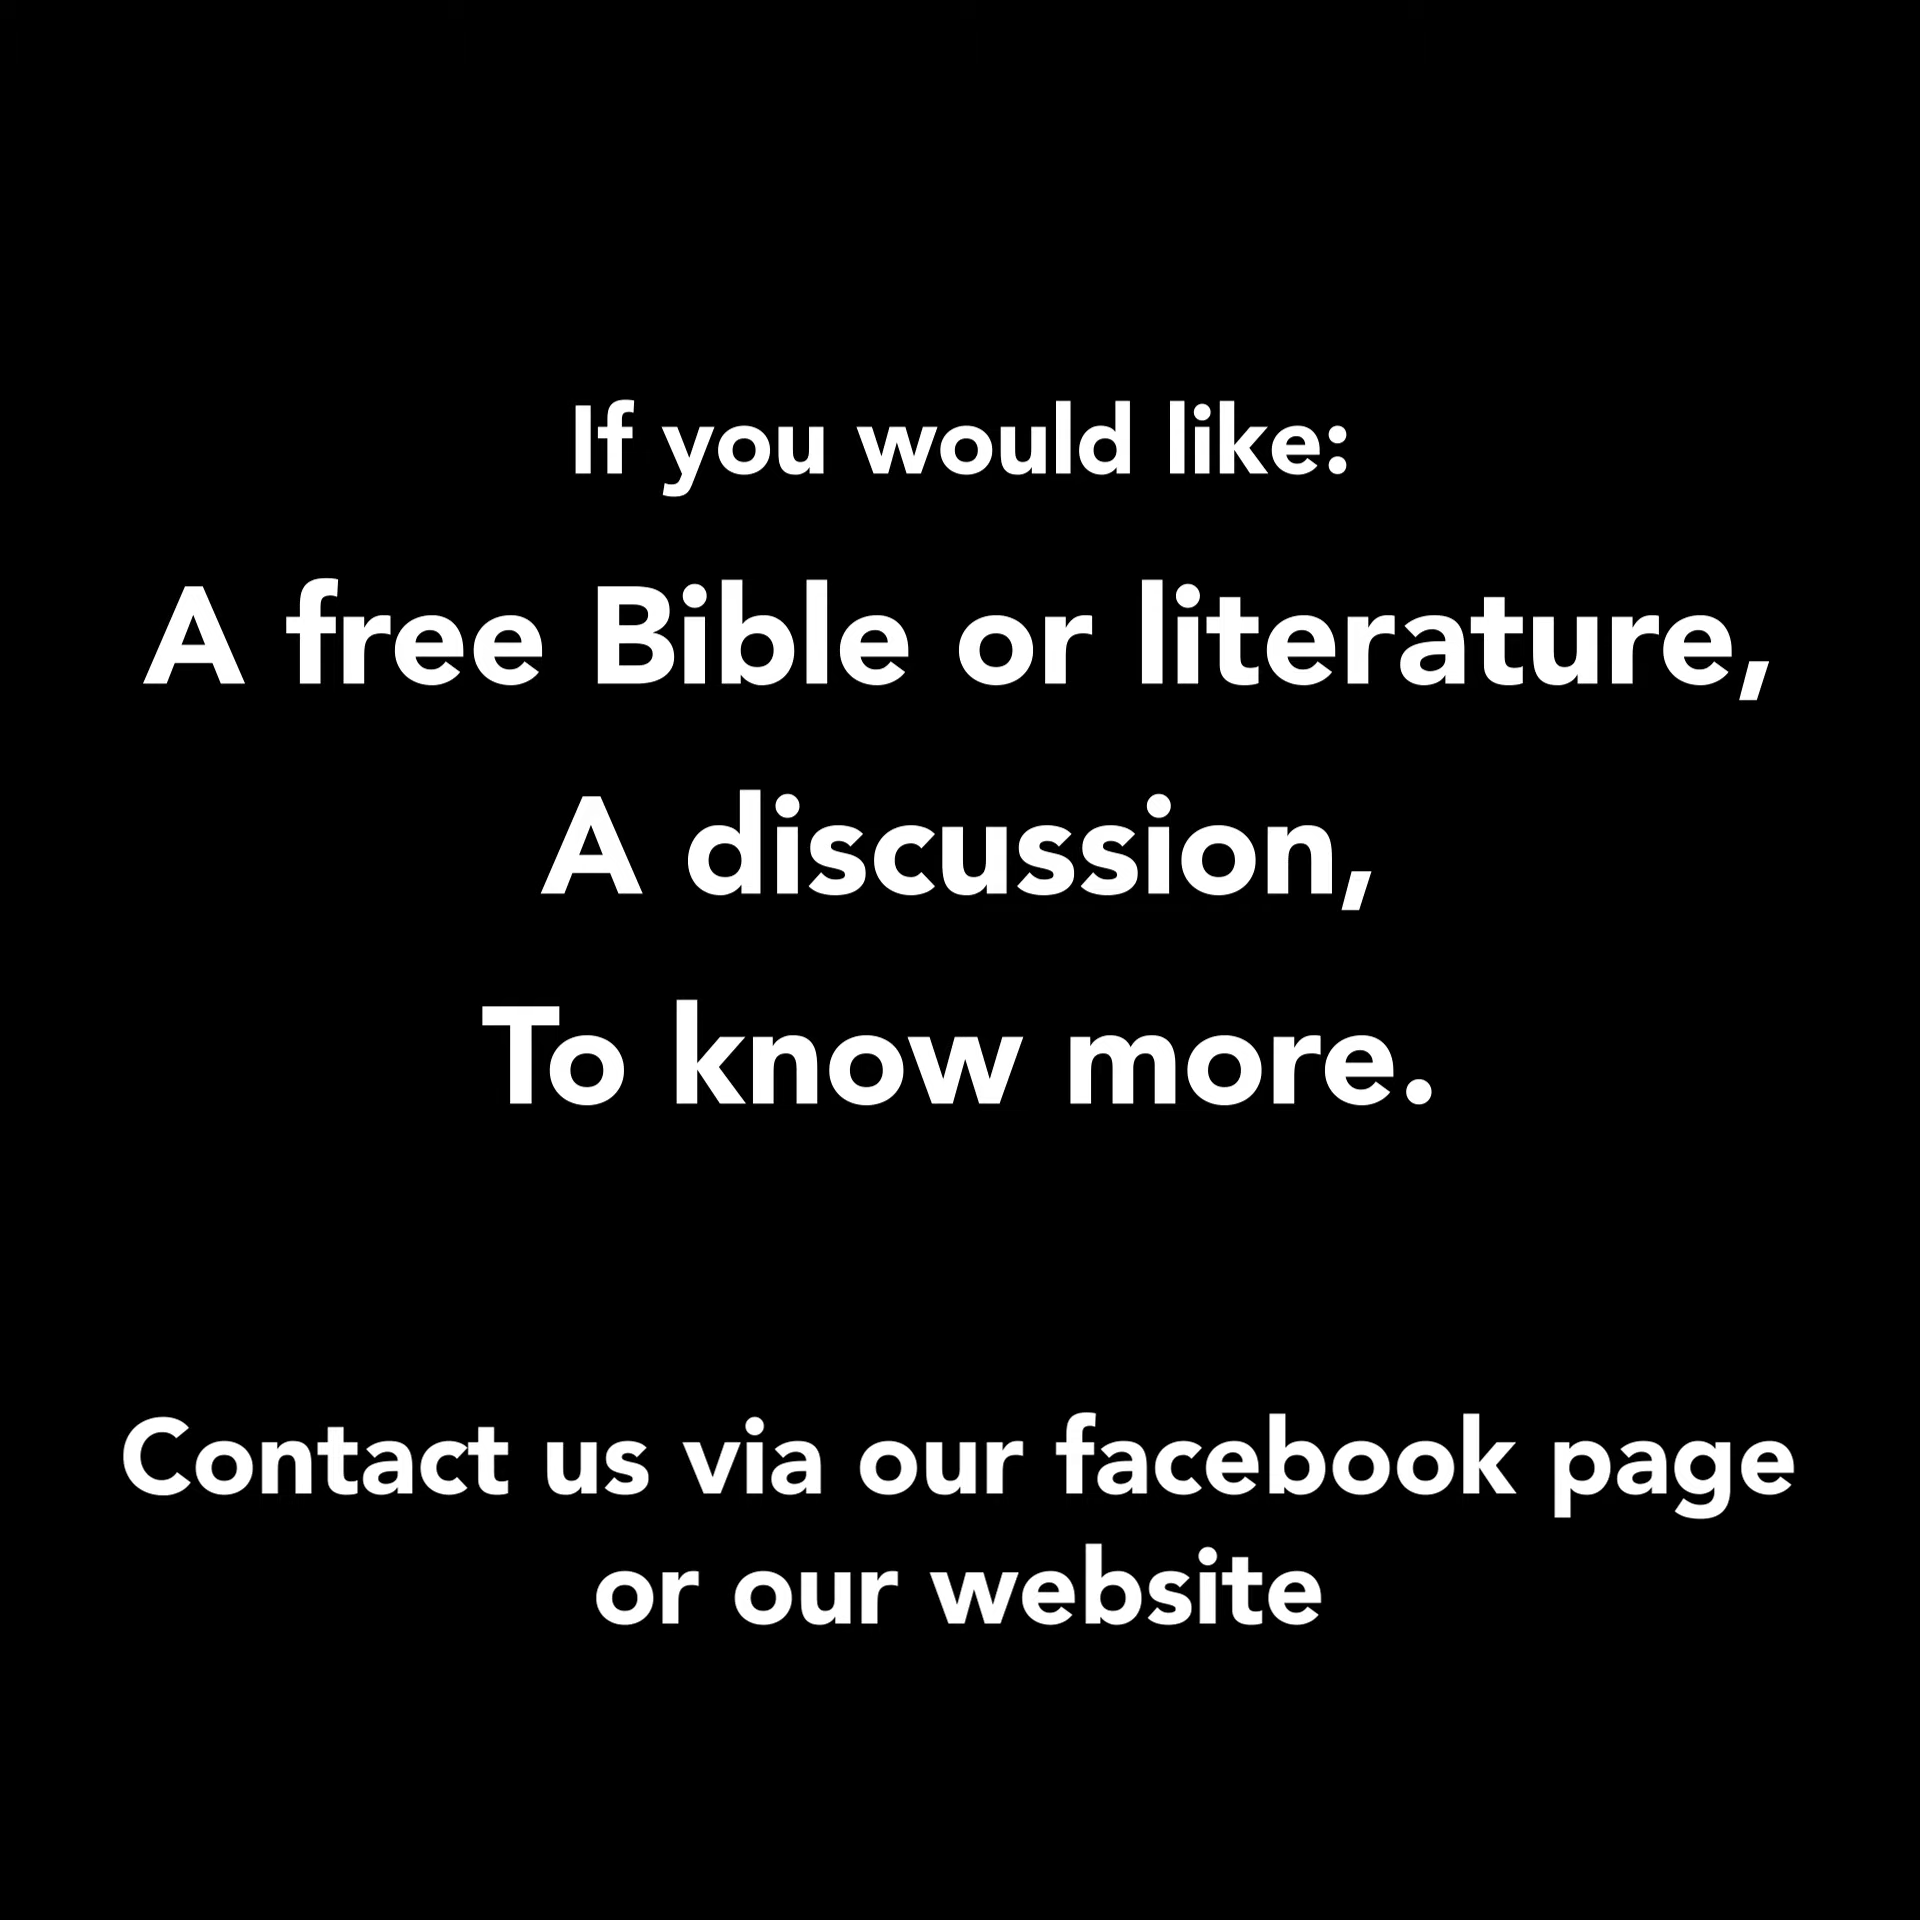 If you would like:
A free Bible or literature,
A discussion,
To know more.
Contact us via our facebook page
or our website